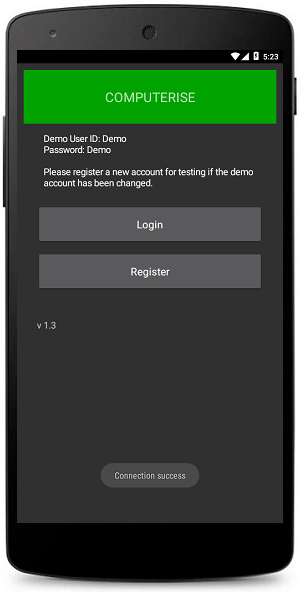 5:23
COMPUTERISE
Demo User ID: Demo
Password: Demo
Please register a new account for testing if the demo
account has been changed.
Login
Register
v 1.3
Connection success